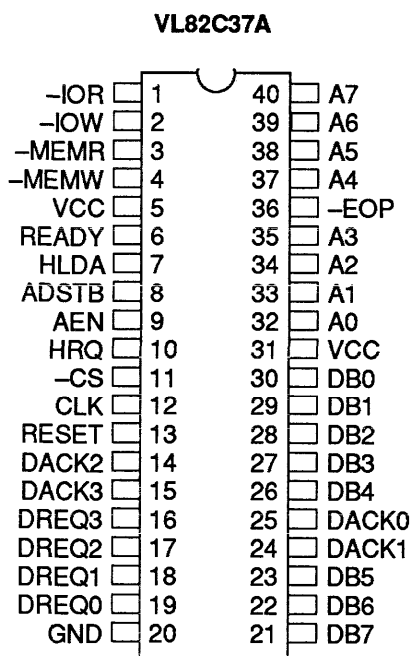 VL82C37A
–IOR 1 40 A7
–IOW 2 39 A6
–MEMR 3 38 A5
–MEMW 4 37 A4
VCC 5 36 –EOP
READY 6 35 A3
HLDA 7 34 A2
ADSTB 8 33 A1
AEN 9 32 A0
HRQ 10 31 VCC
–CS 11 30 DB0
CLK 12 29 DB1
RESET 13 28 DB2
DACK2 14 27 DB3
DACK3 15 26 DB4
DREQ3 16 25 DACK0
DREQ2 17 24 DACK1
DREQ1 18 23 DB5
DREQ0 19 22 DB6
GND 20 21 DB7